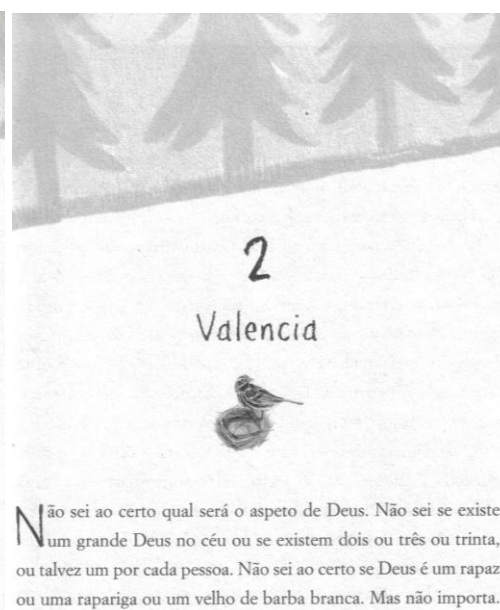 2
Valencia
Não sei ao certo qual será o aspeto de Deus. Não sei se existe
um grande Deus no céu ou se existem dois ou três ou trinta,
ou talvez um por cada pessoa. Não sei ao certo se Deus é um rapaz
ou uma rapariga ou um velho de barba branca. Mas não importa.